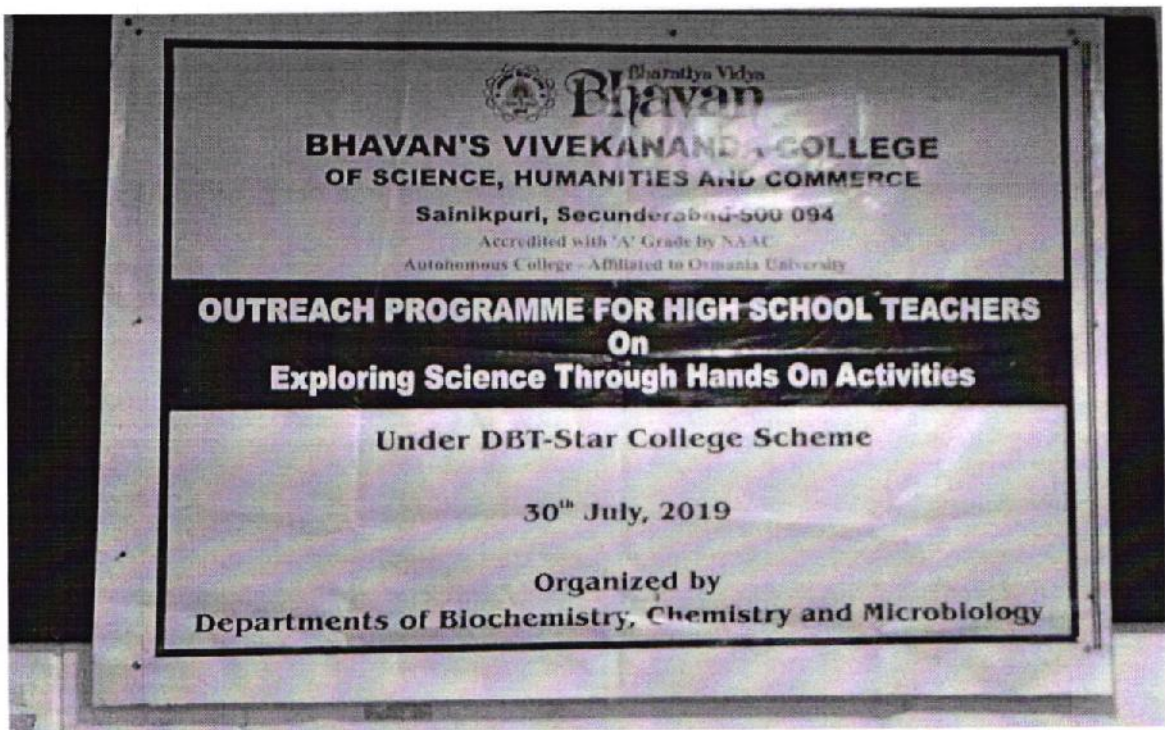 Bharatiya Vidya
Bhavan
BHAVAN'S VIVEKANANDA COLLEGE
OF SCIENCE, HUMANITIES AND COMMERCE
Sainikpuri, Secunderabad-500 094
Accredited with 'A' Grade by NAAC
Autonomous College - Affiliated to Osmania University
OUTREACH PROGRAMME FOR HIGH SCHOOL TEACHERS
On
Exploring Science Through Hands On Activities
Under DBT-Star College Scheme
30th July, 2019
Organized by
Departments of Biochemistry, Chemistry and Microbiology